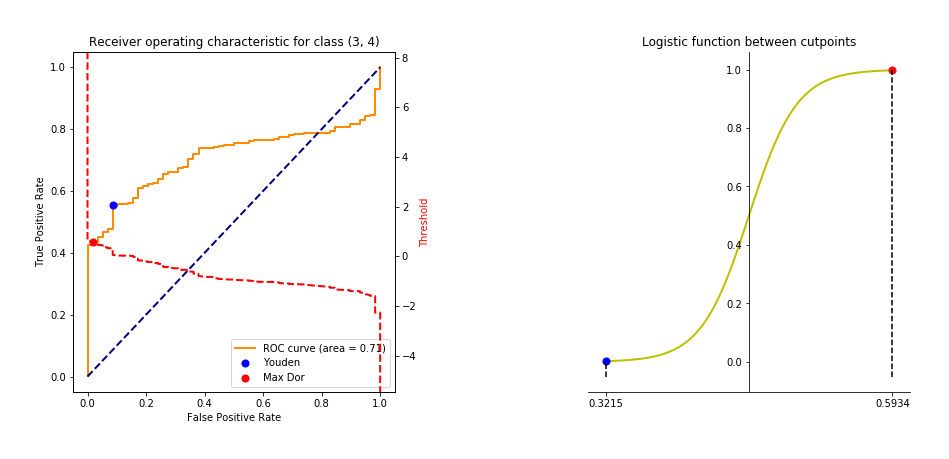 Receiver operating characteristic for class (3, 4)
1.0
0.8
0.6
0.4
0.2
0.0
True Positive Rate
0.0 0.2 0.4 0.6 0.8 1.0
False Positive Rate
8
6
4
2
0
−2
−4
Threshold
ROC curve (area = 0.71)
Youden
Max Dor
Logistic function between cutpoints
1.0
0.8
0.6
0.4
0.2
0.0
0.3215 0.5934